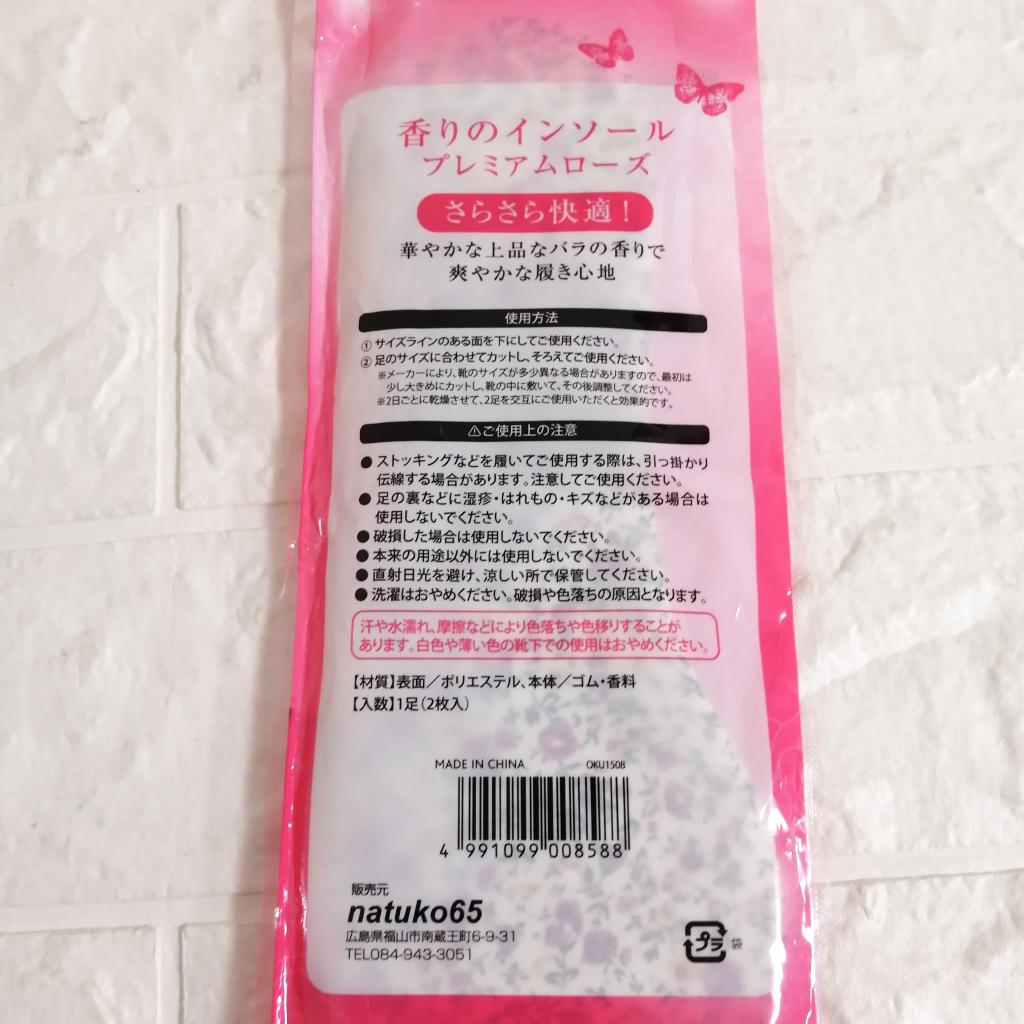 香りのインソール
プレミアムローズ
さらさら快適!
華やかな上品なバラの香りで
爽やかな履き心地
使用方法
① サイズラインのある面を下にしてご使用ください。
② 足のサイズに合わせてカットし、そろえてご使用ください。
※メーカーにより、靴のサイズが多少異なる場合がありますので、最初は
少し大きめにカットし、靴の中に敷いて、その後調整してください。
※2日ごとに乾燥させて、2足を交互にご使用いただくと効果的です。
⚠ご使用上の注意
●ストッキングなどを履いてご使用する際は、引っ掛かり
伝線する場合があります。注意してご使用ください。
●足の裏などに湿疹・はれもの・キズなどがある場合は
使用しないでください。
●破損した場合は使用しないでください。
●本来の用途以外には使用しないでください。
●直射日光を避け、涼しい所で保管してください。
●洗濯はおやめください。破損や色落ちの原因となります。
汗や水濡れ、摩擦などにより色落ちや色移りすることが
あります。白色や薄い色の靴下での使用はおやめください。
【材質】表面/ポリエステル、本体/ゴム・香料
【入数】1足(2枚入)
MADE IN CHINA OKU1508
4 991099 008588
販売元
natuko65
広島県福山市南蔵王町6-9-31
TEL084-943-3051
プラ 袋